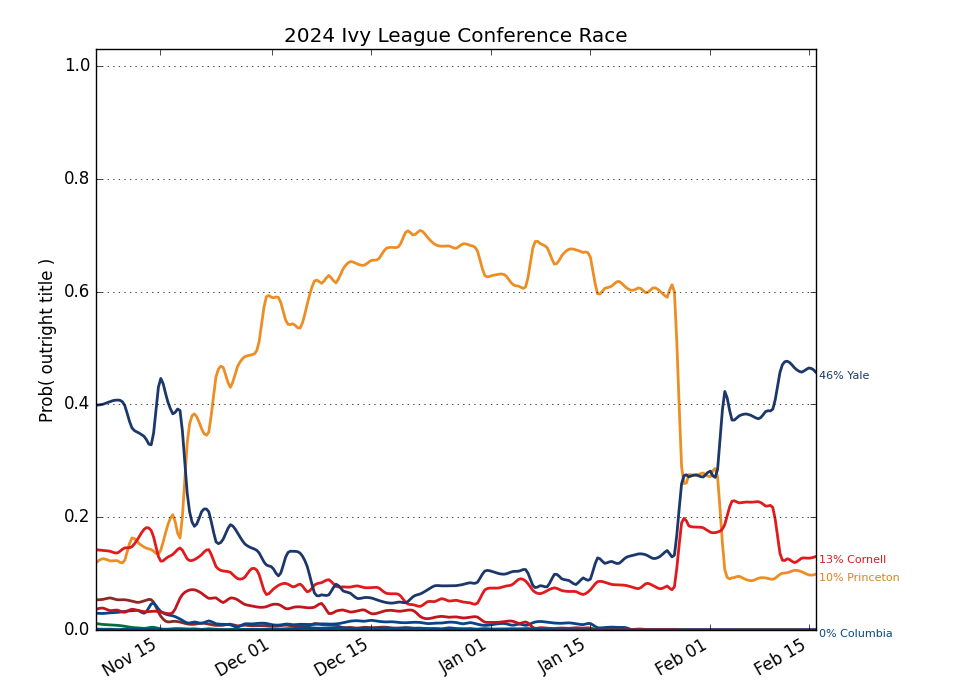 2024 Ivy League Conference Race
Prob( outright title )
1.0
0.8
0.6
0.4
0.2
0.0
46% Yale
13% Cornell
10% Princeton
0% Columbia
Nov 15
Dec 01
Dec 15
Jan 01
Jan 15
Feb 01
Feb 15